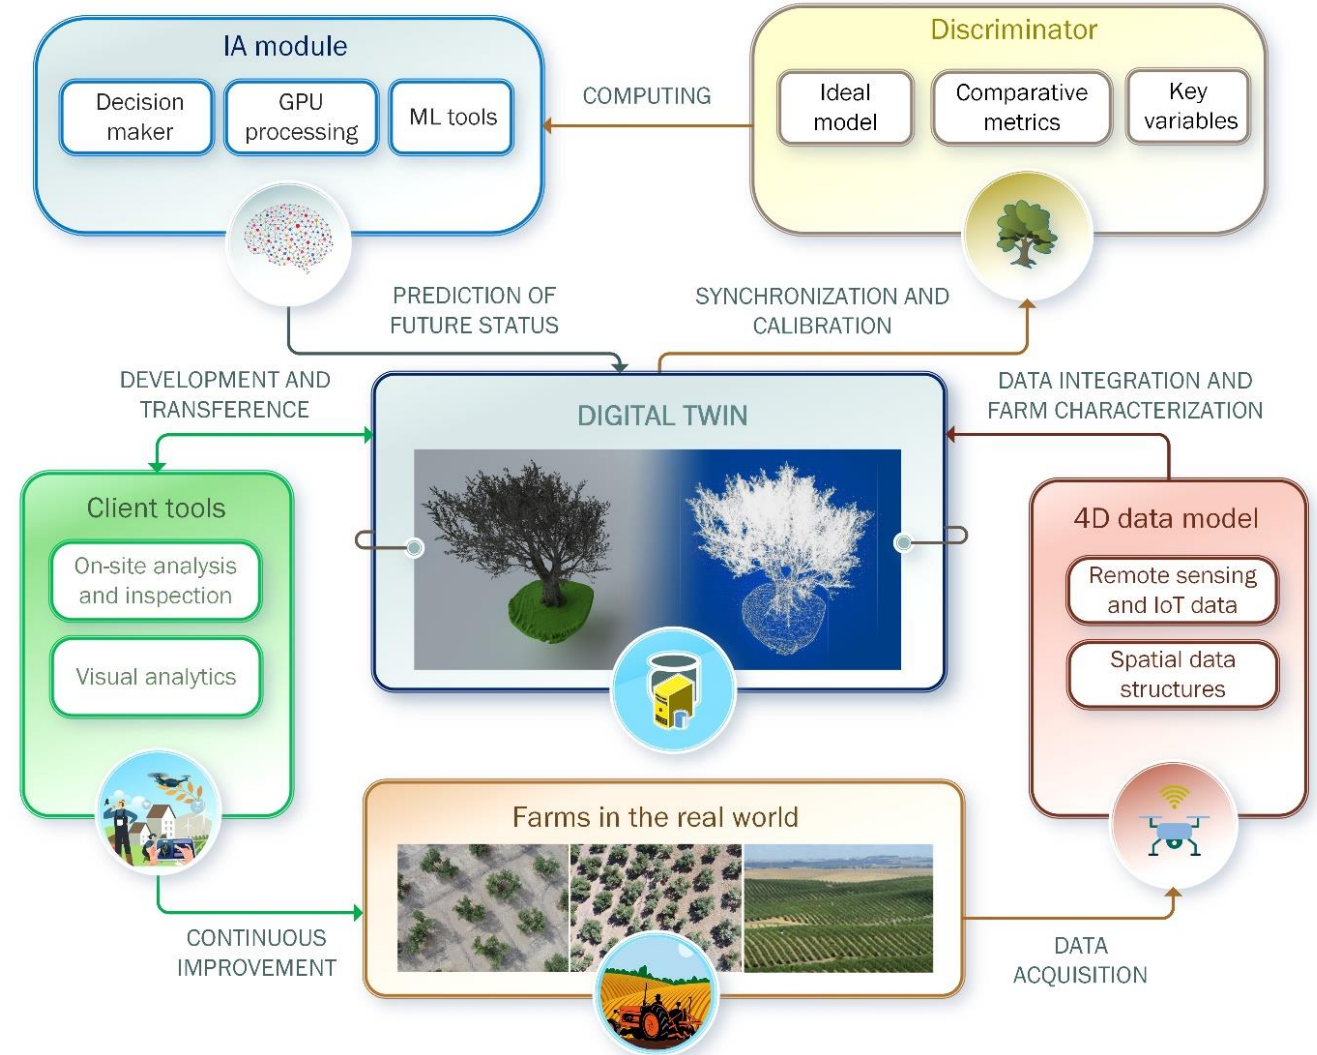 IA module
Decision
maker
GPU
processing
ML tools
COMPUTING
Discriminator
Ideal
model
Comparative
metrics
Key
variables
PREDICTION OF
FUTURE STATUS
SYNCHRONIZATION AND
CALIBRATION
DEVELOPMENT AND
TRANSFERENCE
DIGITAL TWIN
DATA INTEGRATION AND
FARM CHARACTERIZATION
Client tools
On-site analysis
and inspection
Visual analytics
4D data model
Remote sensing
and IoT data
Spatial data
structures
Farms in the real world
CONTINUOUS
IMPROVEMENT
DATA
ACQUISITION